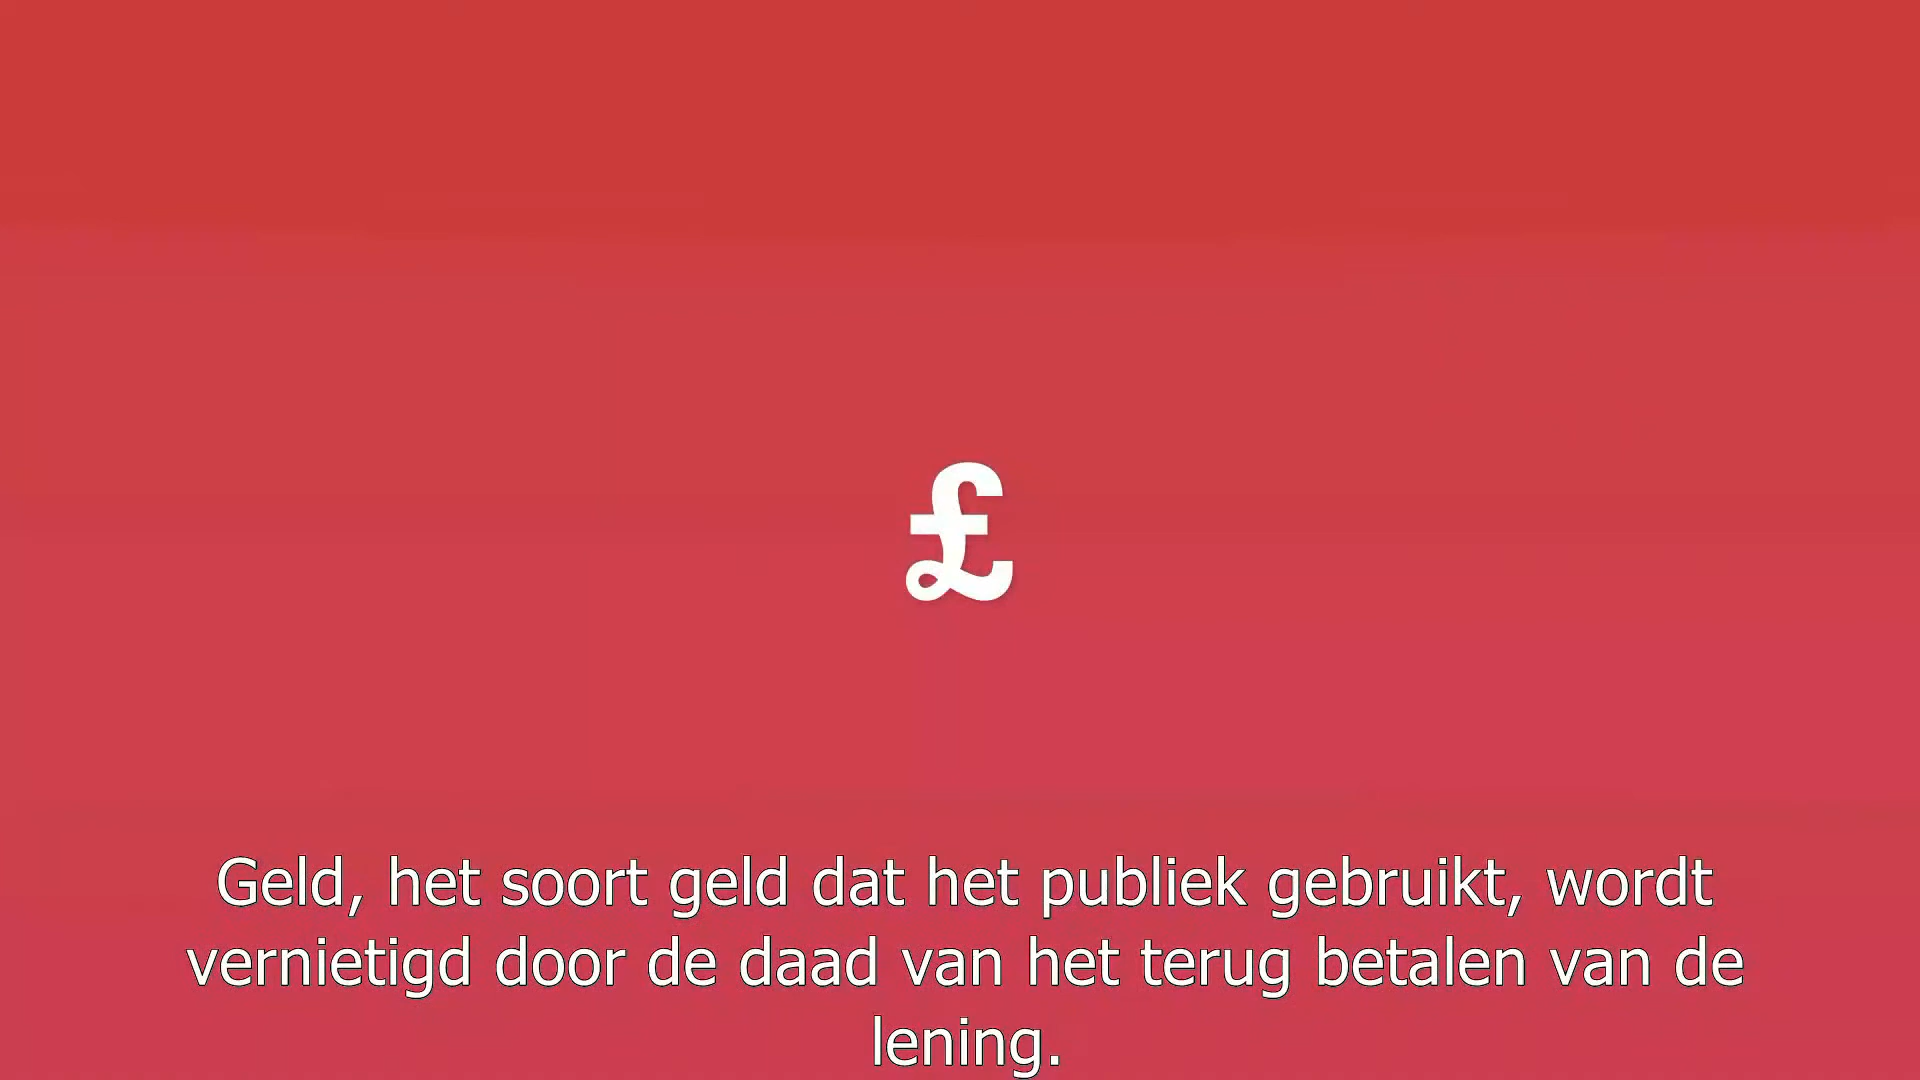 £
Geld, het soort geld dat het publiek gebruikt, wordt
vernietigd door de daad van het terug betalen van de
lening.